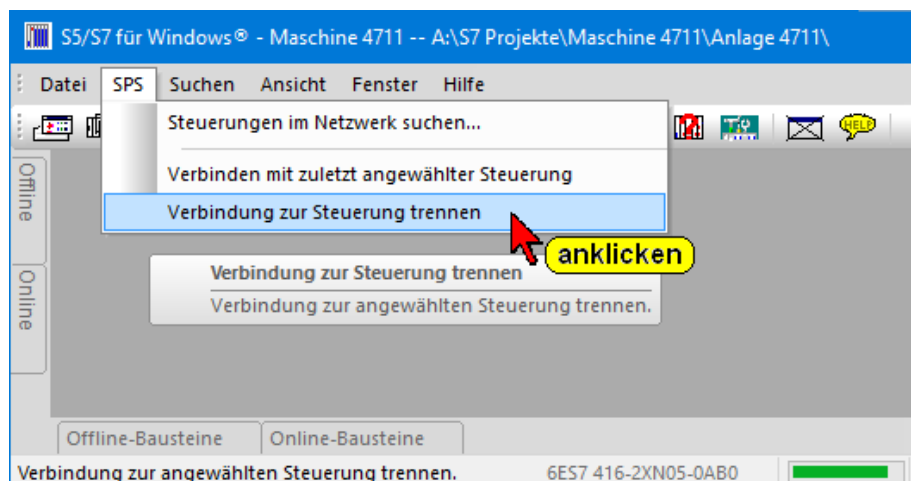 S5/S7 für Windows® - Maschine 4711 -- A:\S7 Projekte\Maschine 4711\Anlage 4711\
Datei SPS Suchen Ansicht Fenster Hilfe
HELP
Steuerungen im Netzwerk suchen...
Verbinden mit zuletzt angewählter Steuerung
Verbindung zur Steuerung trennen
anklicken
Verbindung zur Steuerung trennen
Verbindung zur angewählten Steuerung trennen.
Offline
Online
Offline-Bausteine Online-Bausteine
Verbindung zur angewählten Steuerung trennen. 6ES7 416-2XN05-0AB0